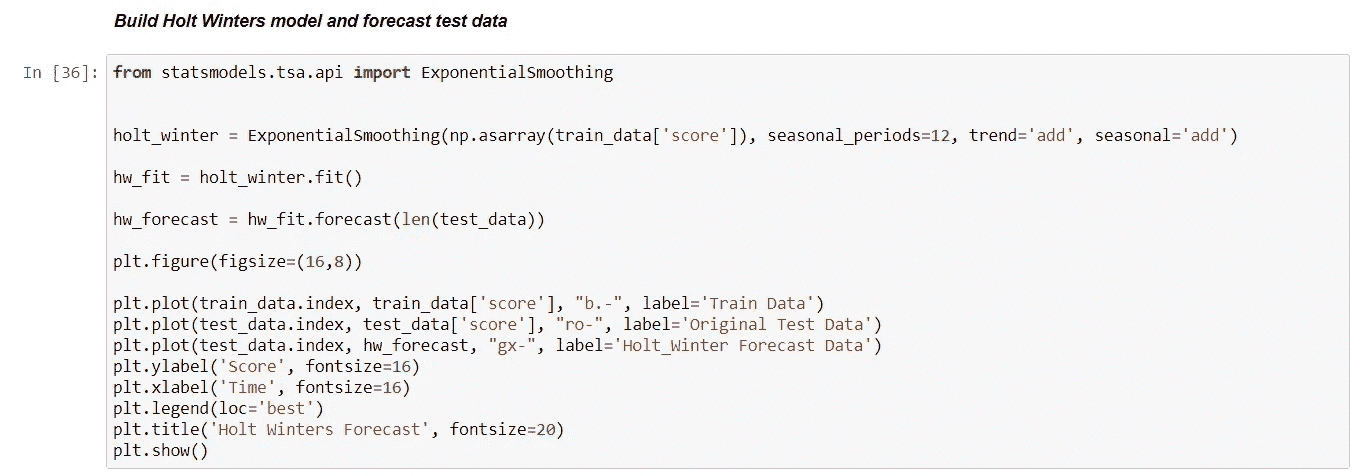 Build Holt Winters model and forecast test data
In [36]: from statsmodels.tsa.api import ExponentialSmoothing
holt_winter = ExponentialSmoothing(np.asarray(train_data['score']), seasonal_periods=12, trend='add', seasonal='add')
hw_fit = holt_winter.fit()
hw_forecast = hw_fit.forecast(len(test_data))
plt.figure(figsize=(16,8))
plt.plot(train_data.index, train_data['score'], "b.-", label='Train Data')
plt.plot(test_data.index, test_data['score'], "ro-", label='Original Test Data')
plt.plot(test_data.index, hw_forecast, "gx-", label='Holt_Winter Forecast Data')
plt.ylabel('Score', fontsize=16)
plt.xlabel('Time', fontsize=16)
plt.legend(loc='best')
plt.title('Holt Winters Forecast', fontsize=20)
plt.show()